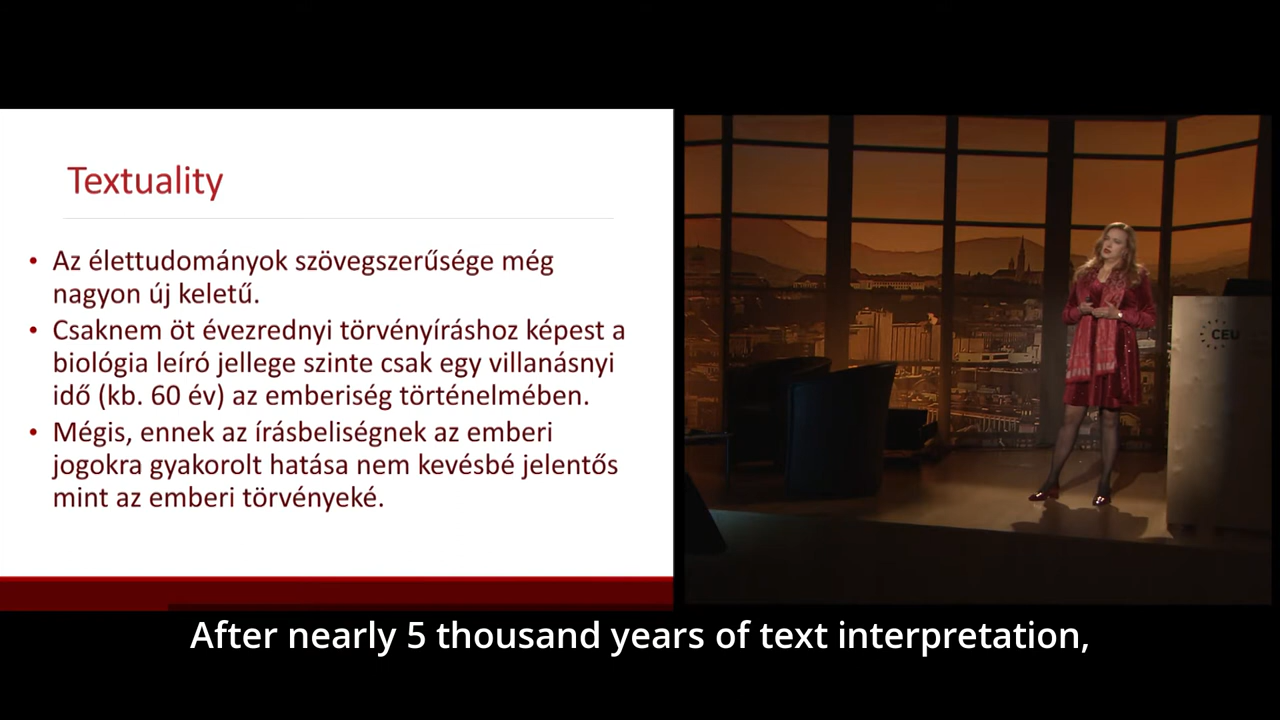 Textuality
• Az élettudományok szövegszerűsége még
nagyon új keletű.
• Csaknem öt évezrednyi törvényíráshoz képest a
biológia leíró jellege szinte csak egy villanásnyi
idő (kb. 60 év) az emberiség történelmében.
• Mégis, ennek az írásbeliségnek az emberi
jogokra gyakorolt hatása nem kevésbé jelentős
mint az emberi törvényeké.
CEU
After nearly 5 thousand years of text interpretation,